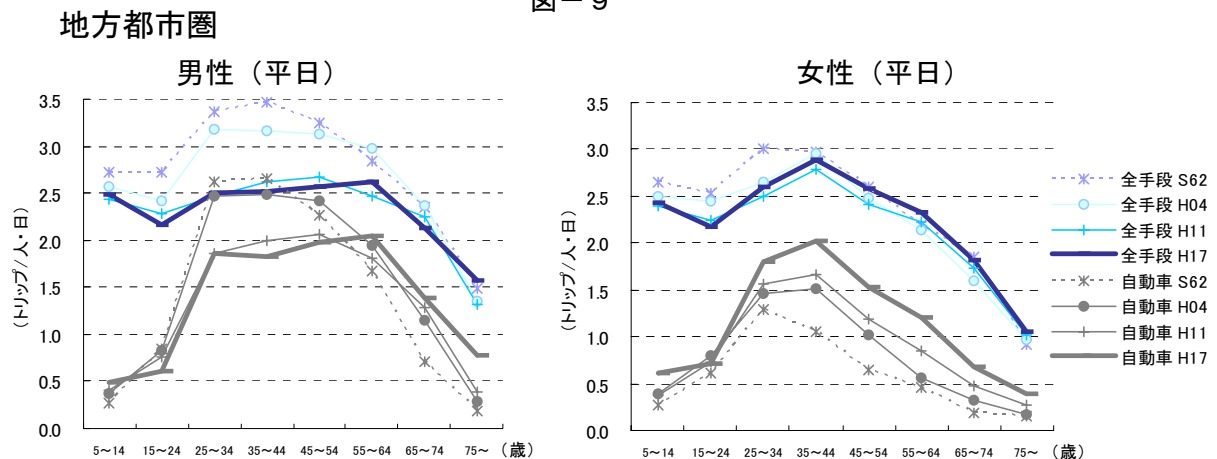 図－9
地方都市圏
男性（平日）
女性（平日）
(トリップ/人・日)
3.5
3.0
2.5
2.0
1.5
1.0
0.5
0.0
5～14 15～24 25～34 35～44 45～54 55～64 65～74 75～ (歳)
(トリップ/人・日)
3.5
3.0
2.5
2.0
1.5
1.0
0.5
0.0
5～14 15～24 25～34 35～44 45～54 55～64 65～74 75～ (歳)
全手段 S62
全手段 H04
全手段 H11
全手段 H17
自動車 S62
自動車 H04
自動車 H11
自動車 H17